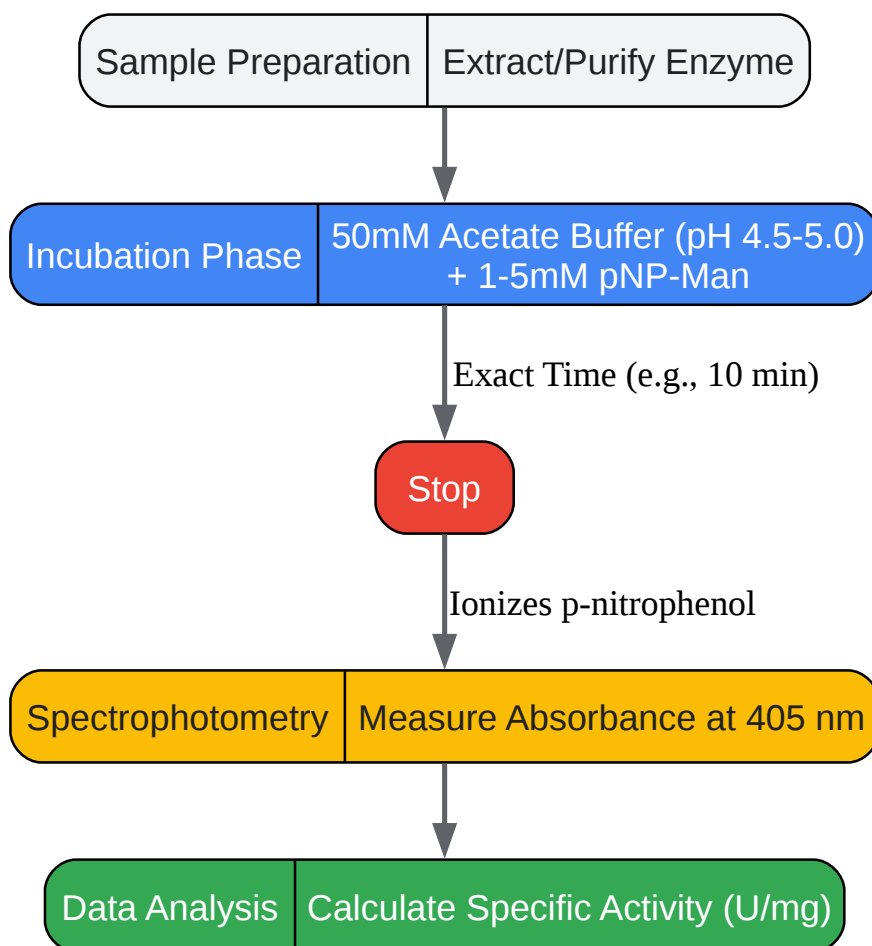 Sample Preparation
Extract/Purify Enzyme
Incubation Phase
50mM Acetate Buffer (pH 4.5-5.0)
+ 1-5mM pNP-Man
Exact Time (e.g., 10 min)
Stop
Ionizes p-nitrophenol
Spectrophotometry
Measure Absorbance at 405 nm
Data Analysis
Calculate Specific Activity (U/mg)